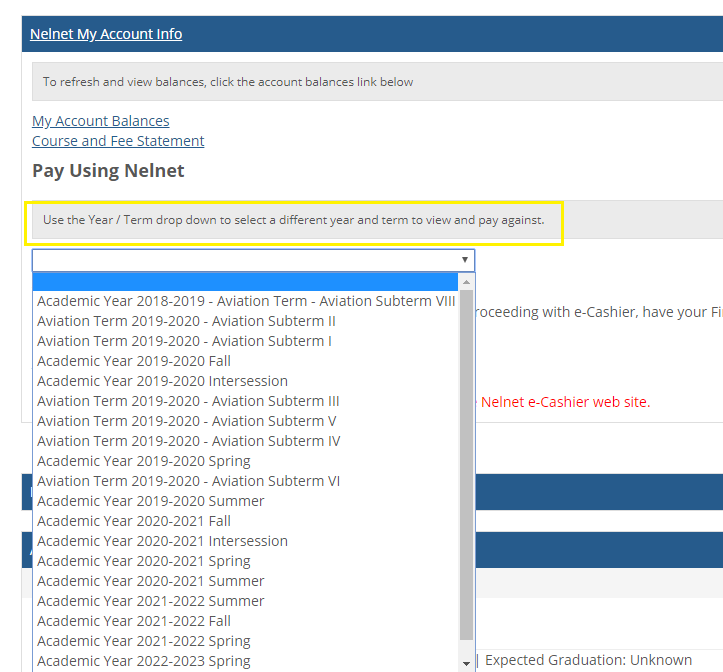 Nelnet My Account Info
To refresh and view balances, click the account balances link below
My Account Balances
Course and Fee Statement
Pay Using Nelnet
Use the Year / Term drop down to select a different year and term to view and pay against.
Academic Year 2018-2019 - Aviation Term - Aviation Subterm VIII
Aviation Term 2019-2020 - Aviation Subterm II
proceeding with e-Cashier, have your
Aviation Term 2019-2020 - Aviation Subterm I
Academic Year 2019-2020 Fall
Academic Year 2019-2020 Intersession
Aviation Term 2019-2020 - Aviation Subterm III
Nelnet e-Cashier web site.
Aviation Term 2019-2020 - Aviation Subterm V
Aviation Term 2019-2020 - Aviation Subterm IV
Academic Year 2019-2020 Spring
Aviation Term 2019-2020 - Aviation Subterm VI
Academic Year 2019-2020 Summer
Academic Year 2020-2021 Fall
Academic Year 2020-2021 Intersession
Academic Year 2020-2021 Spring
Academic Year 2020-2021 Summer
Academic Year 2021-2022 Summer
Academic Year 2021-2022 Fall
Academic Year 2021-2022 Spring
Academic Year 2022-2023 Spring
| Expected Graduation: Unknown